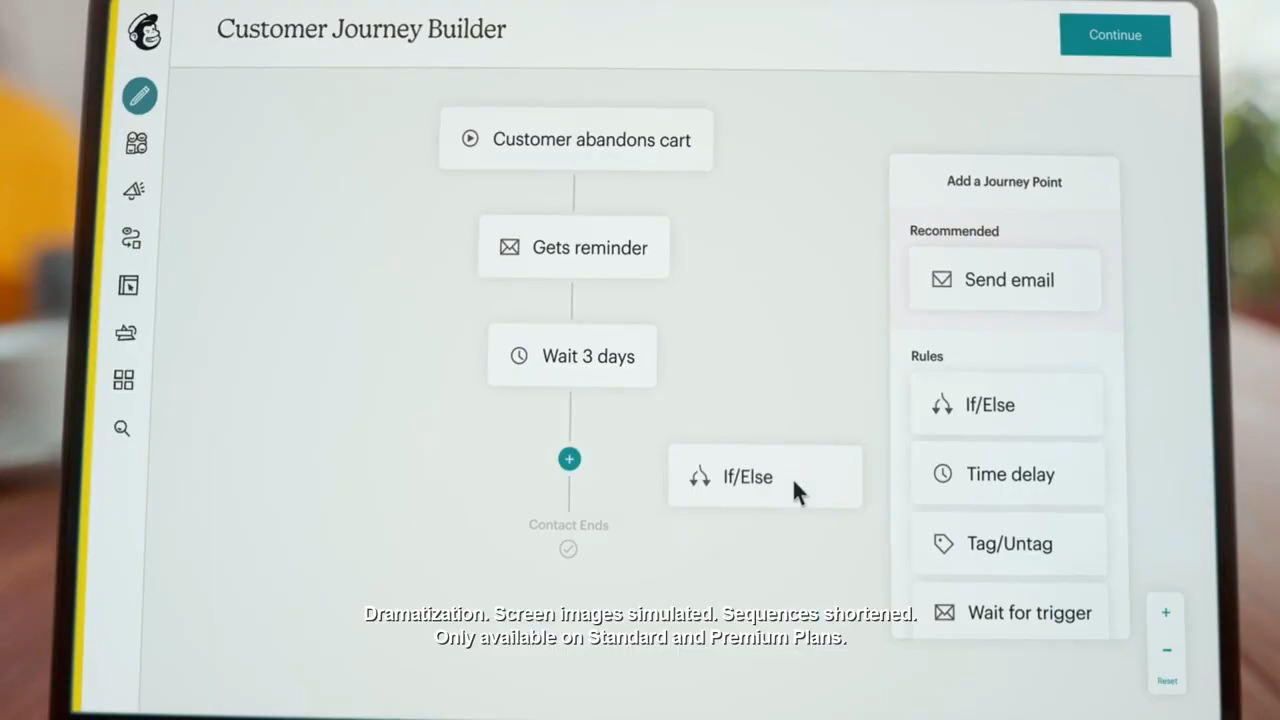 Customer Journey Builder
Continue
Customer abandons cart
Gets reminder
Wait 3 days
If/Else
Contact Ends
Add a Journey Point
Recommended
Send email
Rules
If/Else
Time delay
Tag/Untag
Wait for trigger
Reset
Dramatization. Screen images simulated. Sequences shortened.
Only available on Standard and Premium Plans.